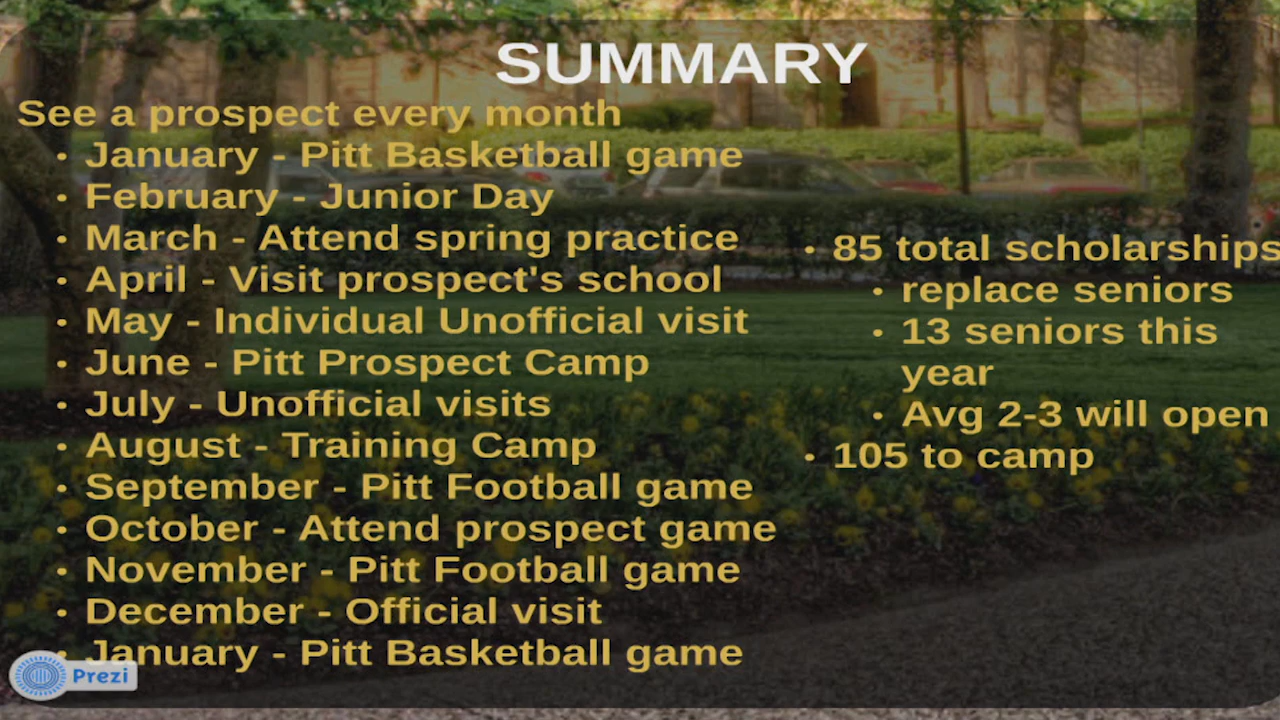 SUMMARY
See a prospect every month
• January - Pitt Basketball game
• February - Junior Day
• March - Attend spring practice
• April - Visit prospect's school
• May - Individual Unofficial visit
• June - Pitt Prospect Camp
• July - Unofficial visits
• August - Training Camp
• September - Pitt Football game
• October - Attend prospect game
• November - Pitt Football game
• December - Official visit
• January - Pitt Basketball game
• 85 total scholarships
• replace seniors
• 13 seniors this
year
• Avg 2-3 will open
• 105 to camp
Prezi